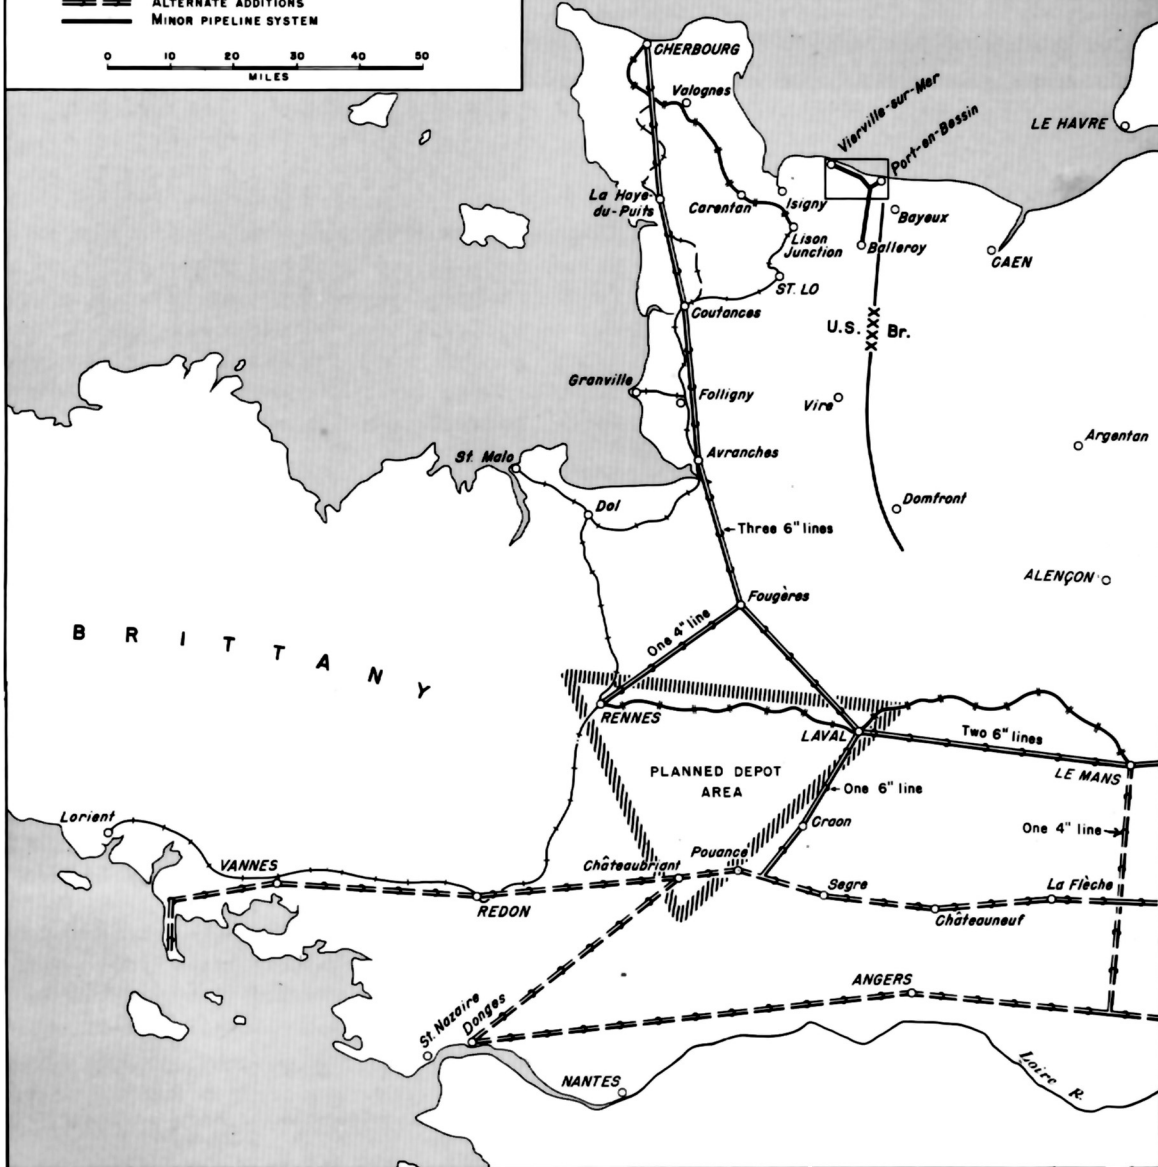 ALTERNATE ADDITIONS
MINOR PIPELINE SYSTEM
0 10 20 30 40 50
MILES
CHERBOURG
Valognes
Vierville-sur-Mer
Port-en-Bessin
LE HAVRE
La Haye-
du-Puits
Carentan
Isigny
Bayeux
Lison
Junction
Balleroy
CAEN
ST. LO
Coutances
U.S. XXXX Br.
Granville
Folligny
Vire
Argentan
St. Malo
Avranches
Dol
Domfront
Three 6" lines
ALENÇON
Fougères
One 4" line
BRITTANY
RENNES
LAVAL
Two 6" lines
LE MANS
PLANNED DEPOT
AREA
One 6" line
Lorient
Craon
One 4" line
VANNES
Châteaubriant
Pouance
Segre
La Flèche
REDON
Châteauneuf
ANGERS
St. Nazaire
Donges
NANTES
Loire R.